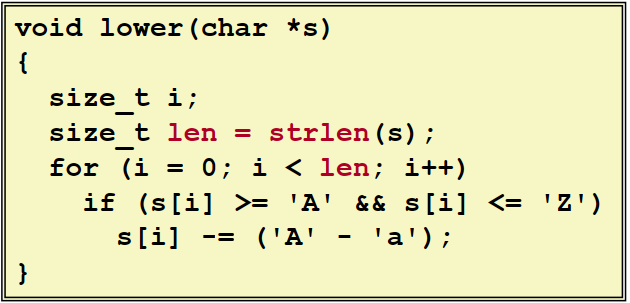 void lower(char *s)
{
  size_t i;
  size_t len = strlen(s);
  for (i = 0; i < len; i++)
    if (s[i] >= 'A' && s[i] <= 'Z')
      s[i] -= ('A' - 'a');
}